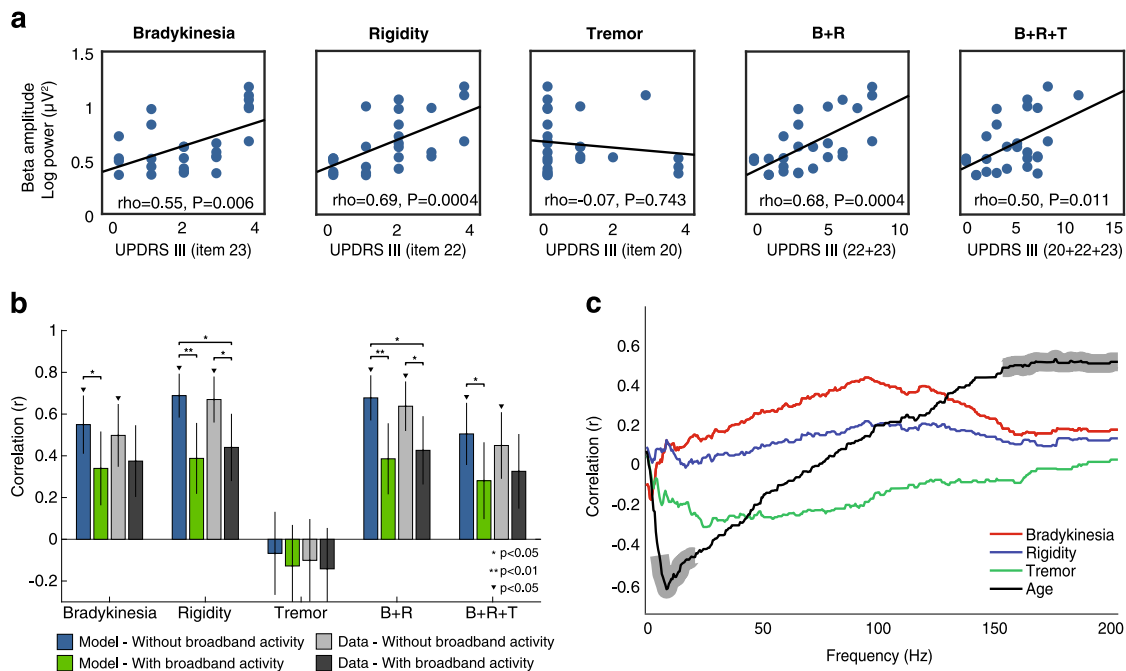 a
Bradykinesia
Rigidity
Tremor
B+R
B+R+T
Beta amplitude
Log power (μV²)
1.5
1
0.5
0
rho=0.55, P=0.006
rho=0.69, P=0.0004
rho=-0.07, P=0.743
rho=0.68, P=0.0004
rho=0.50, P=0.011
0 2 4
0 2 4
0 2 4
0 5 10
0 5 10 15
UPDRS III (item 23)
UPDRS III (item 22)
UPDRS III (item 20)
UPDRS III (22+23)
UPDRS III (20+22+23)
b
Correlation (r)
1
0.8
0.6
0.4
0.2
0
-0.2
*
** * *
** * *
*
* p<0.05
** p<0.01
▼ p<0.05
Bradykinesia Rigidity Tremor B+R B+R+T
Model - Without broadband activity
Data - Without broadband activity
Model - With broadband activity
Data - With broadband activity
c
Correlation (r)
0.6
0.4
0.2
0
-0.2
-0.4
-0.6
Bradykinesia
Rigidity
Tremor
Age
0 50 100 150 200
Frequency (Hz)